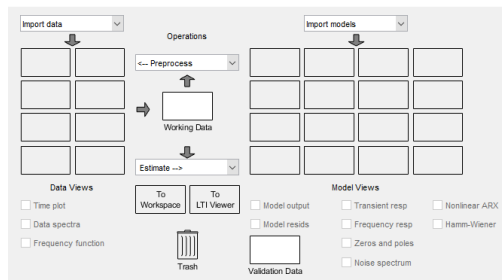 Import data
Operations
Import models
<-- Preprocess
Working Data
Estimate -->
Data Views
To
Workspace
To
LTI Viewer
Model Views
Time plot
Data spectra
Frequency function
Model output
Model resids
Transient resp
Frequency resp
Zeros and poles
Noise spectrum
Nonlinear ARX
Hamm-Wiener
Trash
Validation Data